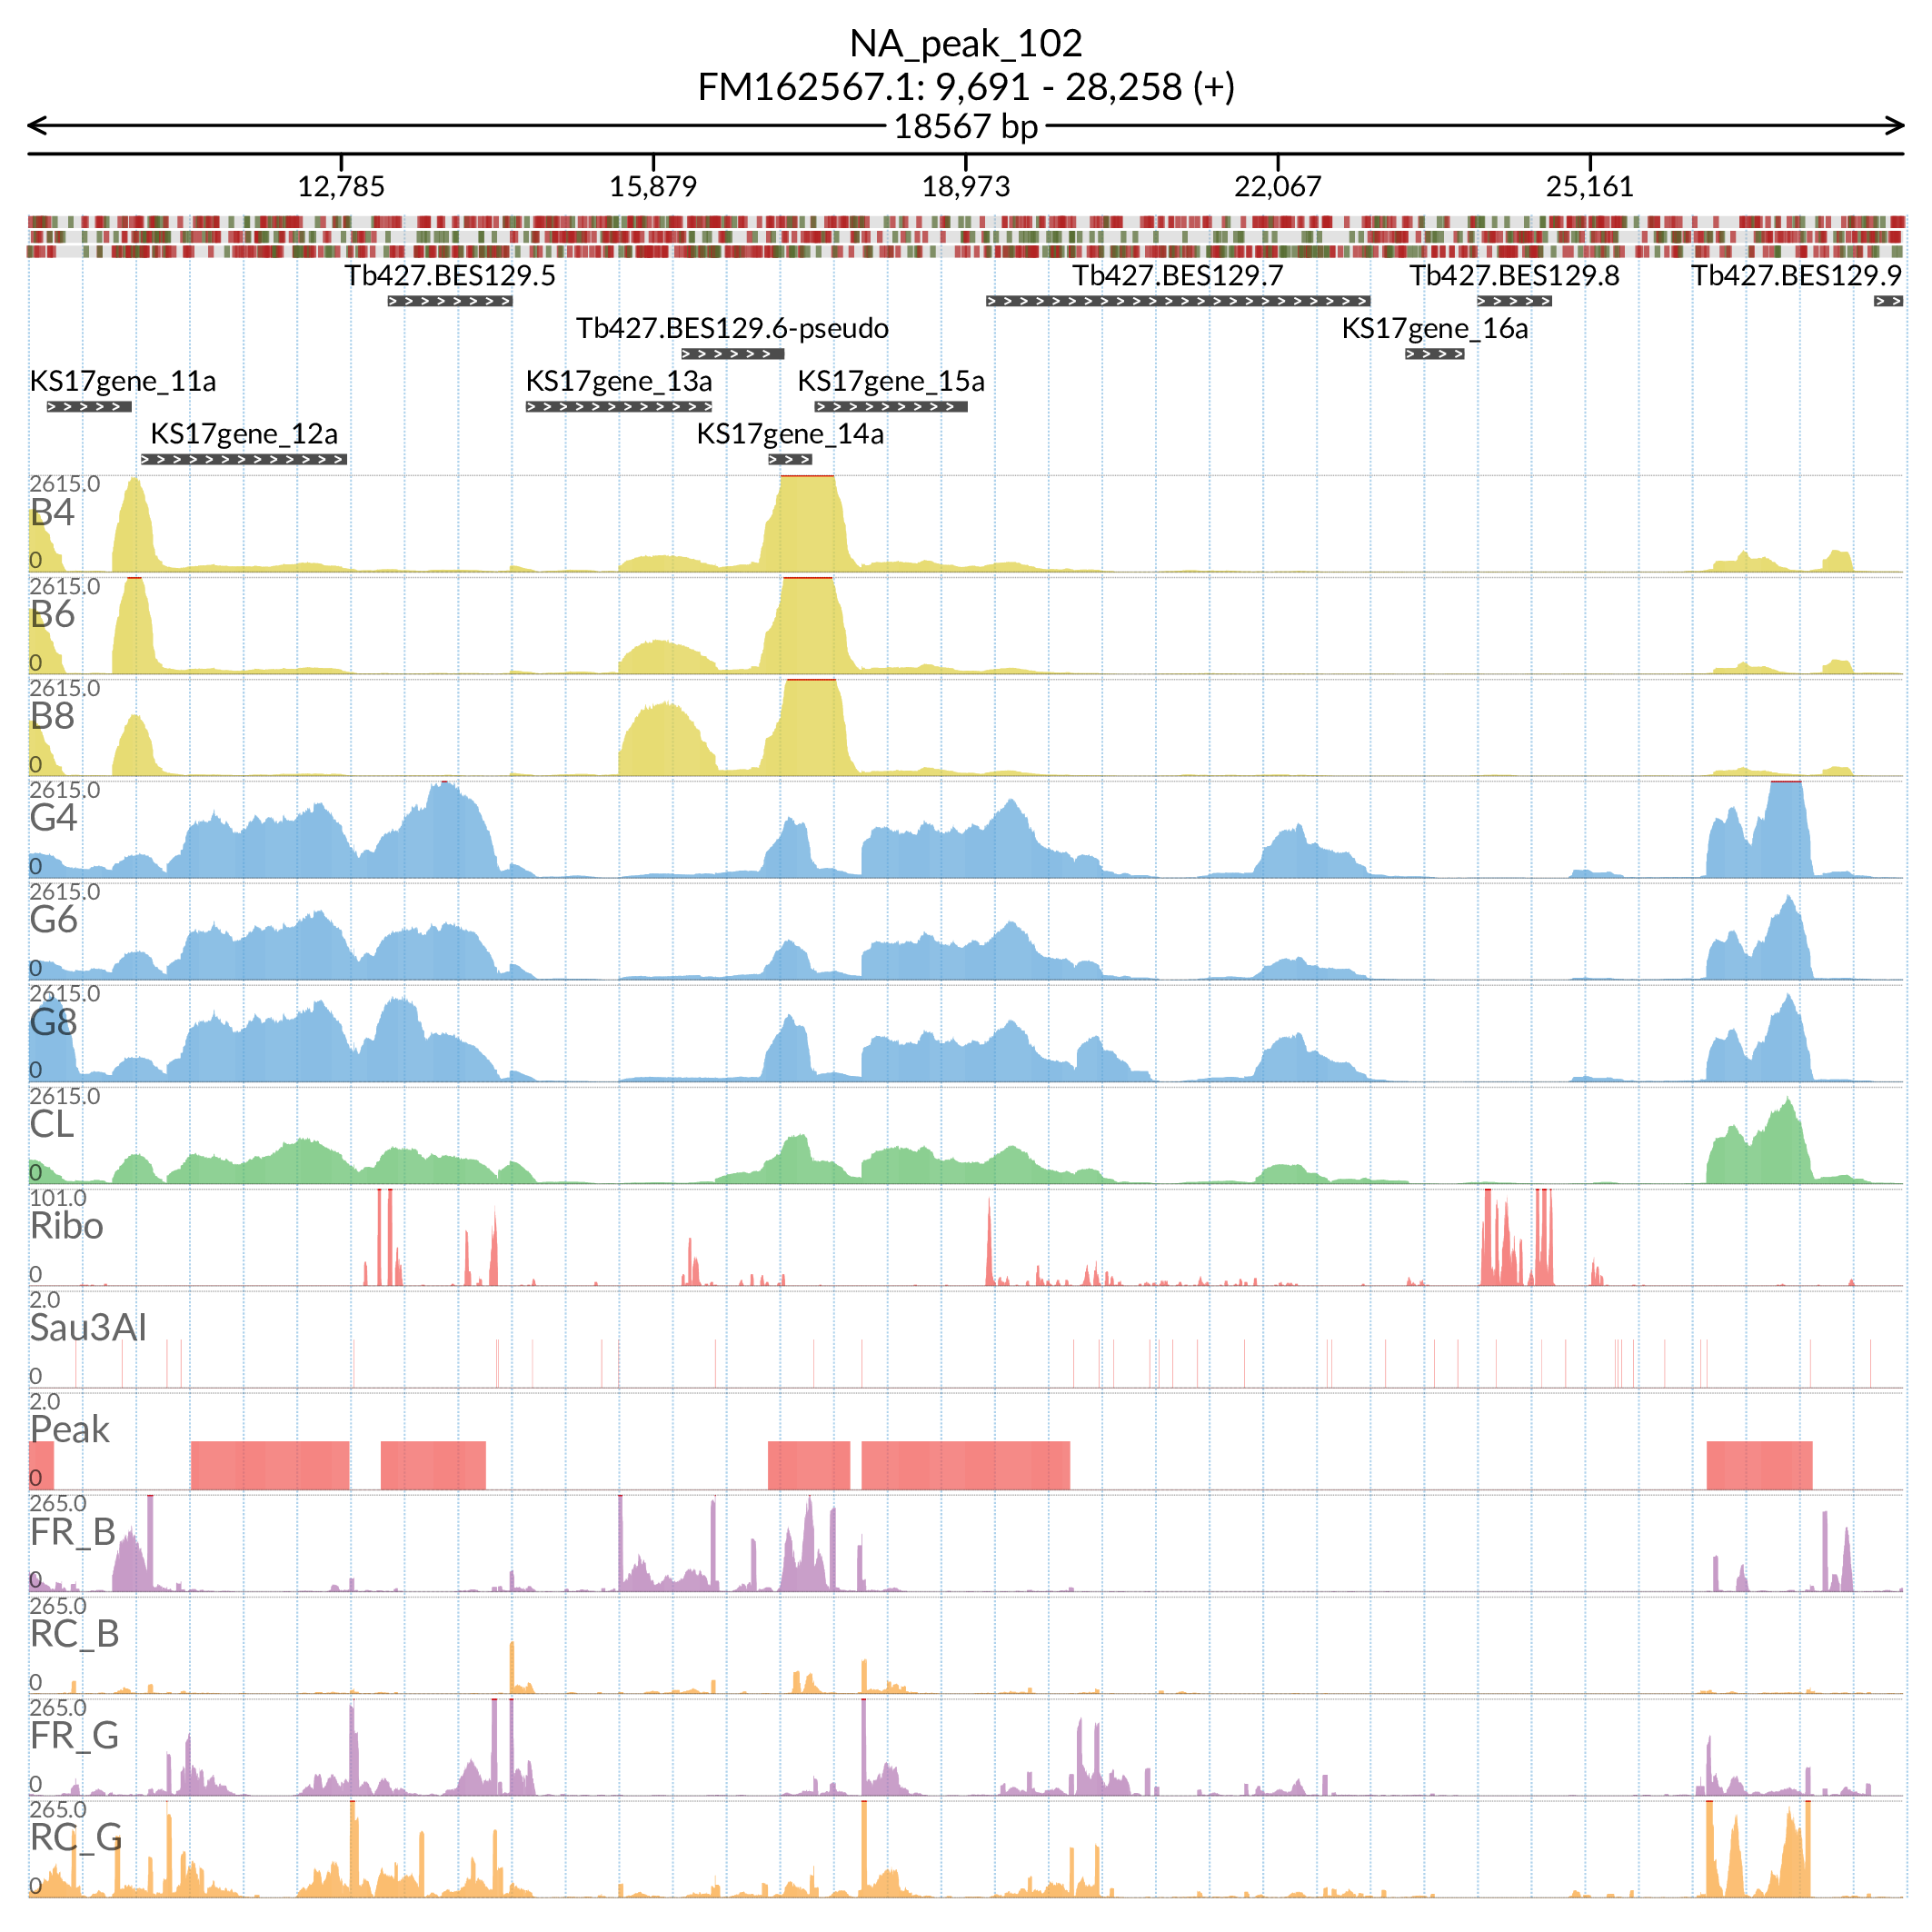 NA_peak_102
FM162567.1: 9,691 - 28,258 (+)
18567 bp
12,785 15,879 18,973 22,067 25,161
Tb427.BES129.5 Tb427.BES129.7 Tb427.BES129.8 Tb427.BES129.9
Tb427.BES129.6-pseudo KS17gene_16a
KS17gene_11a KS17gene_13a KS17gene_15a
KS17gene_12a KS17gene_14a
2615.0
B4
0
2615.0
B6
0
2615.0
B8
0
2615.0
G4
0
2615.0
G6
0
2615.0
G8
0
2615.0
CL
0
101.0
Ribo
0
2.0
Sau3AI
0
2.0
Peak
0
265.0
FR_B
0
265.0
RC_B
0
265.0
FR_G
0
265.0
RC_G
0